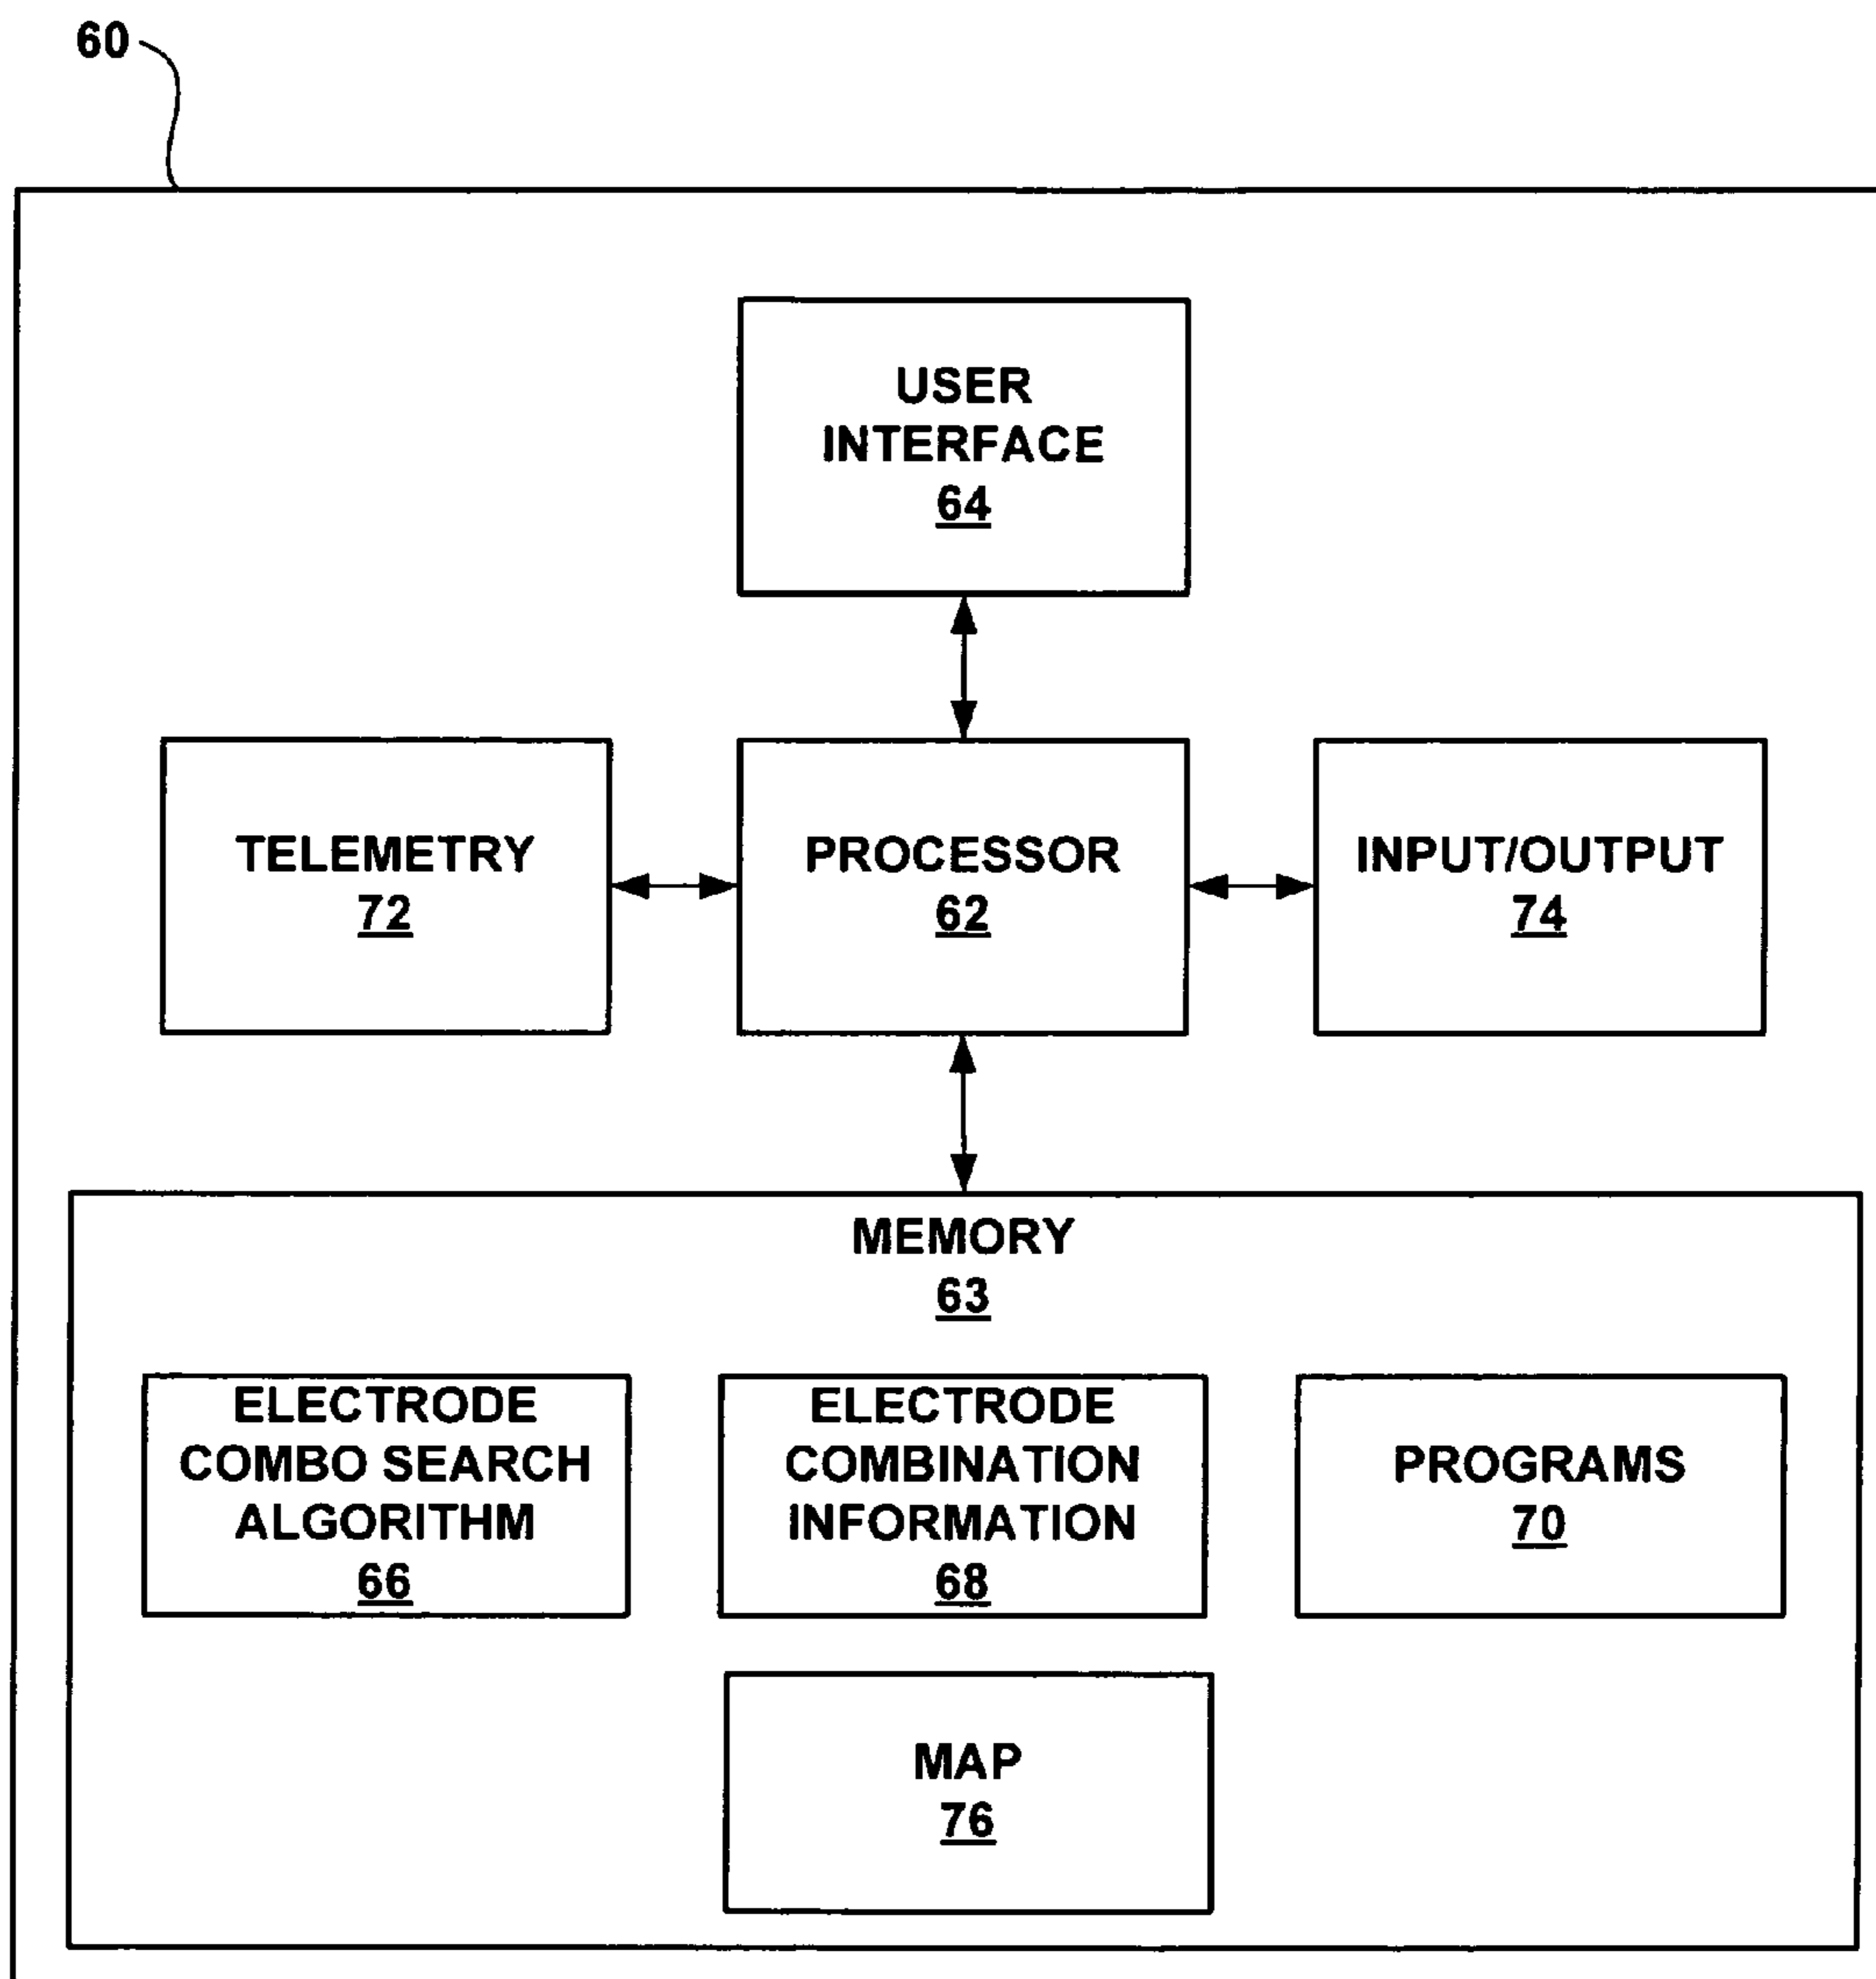 60
USER
INTERFACE
64
TELEMETRY
72
PROCESSOR
62
INPUT/OUTPUT
74
MEMORY
63
ELECTRODE
COMBO SEARCH
ALGORITHM
66
ELECTRODE
COMBINATION
INFORMATION
68
PROGRAMS
70
MAP
76